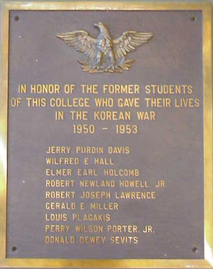 IN HONOR OF THE FORMER STUDENTS
OF THIS COLLEGE WHO GAVE THEIR LIVES
IN THE KOREAN WAR
1950 - 1953
JERRY PURDIN DAVIS
WILFRED E HALL
ELMER EARL HOLCOMB
ROBERT NEWLAND HOWELL JR.
ROBERT JOSEPH LAWRENCE
GERALD E MILLER
LOUIS PLAGAKIS
PERRY WILSON PORTER, JR.
DONALD DEWEY SEVITS